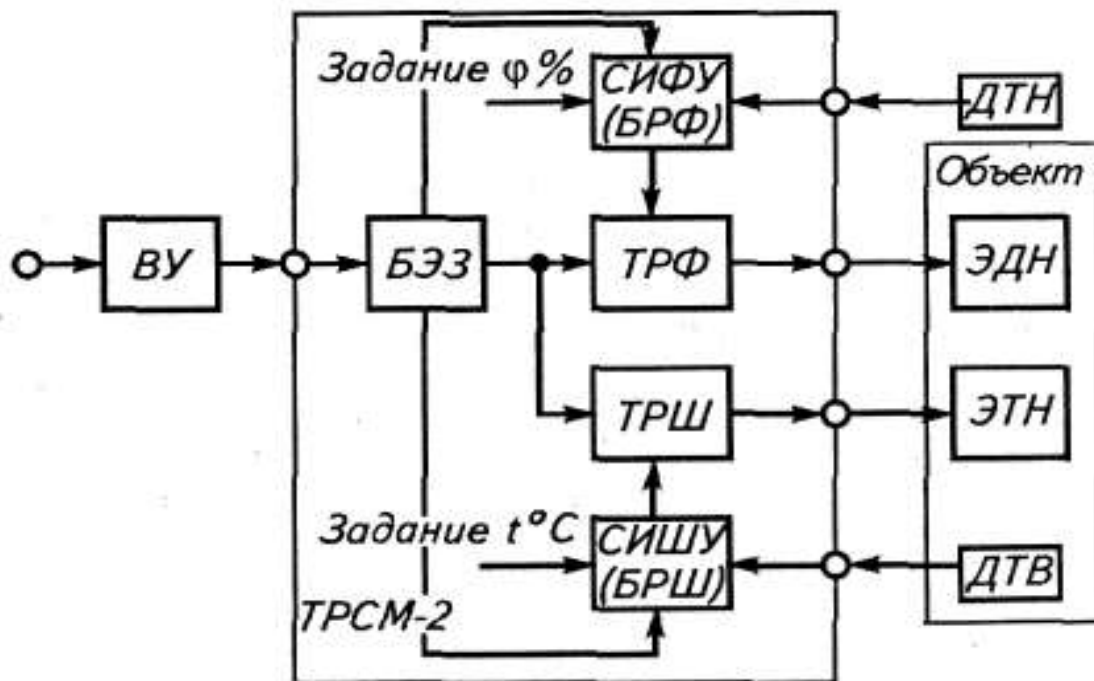 Задание φ%
СИФУ
(БРФ)
ДТН
Объект
ВУ
БЭЗ
ТРФ
ЭДН
ТРШ
ЭТН
Задание t°C
СИШУ
(БРШ)
ДТВ
ТРСМ-2